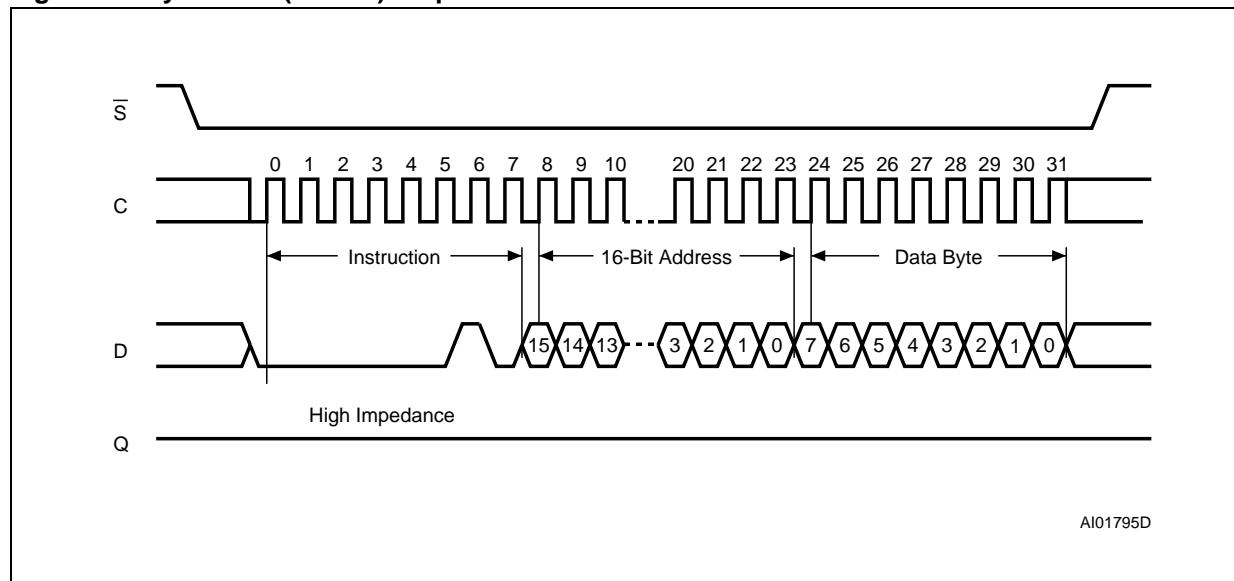 S̅
0 1 2 3 4 5 6 7 8 9 10 20 21 22 23 24 25 26 27 28 29 30 31
C
Instruction 16-Bit Address Data Byte
D 15 14 13 3 2 1 0 7 6 5 4 3 2 1 0
High Impedance
Q
AI01795D